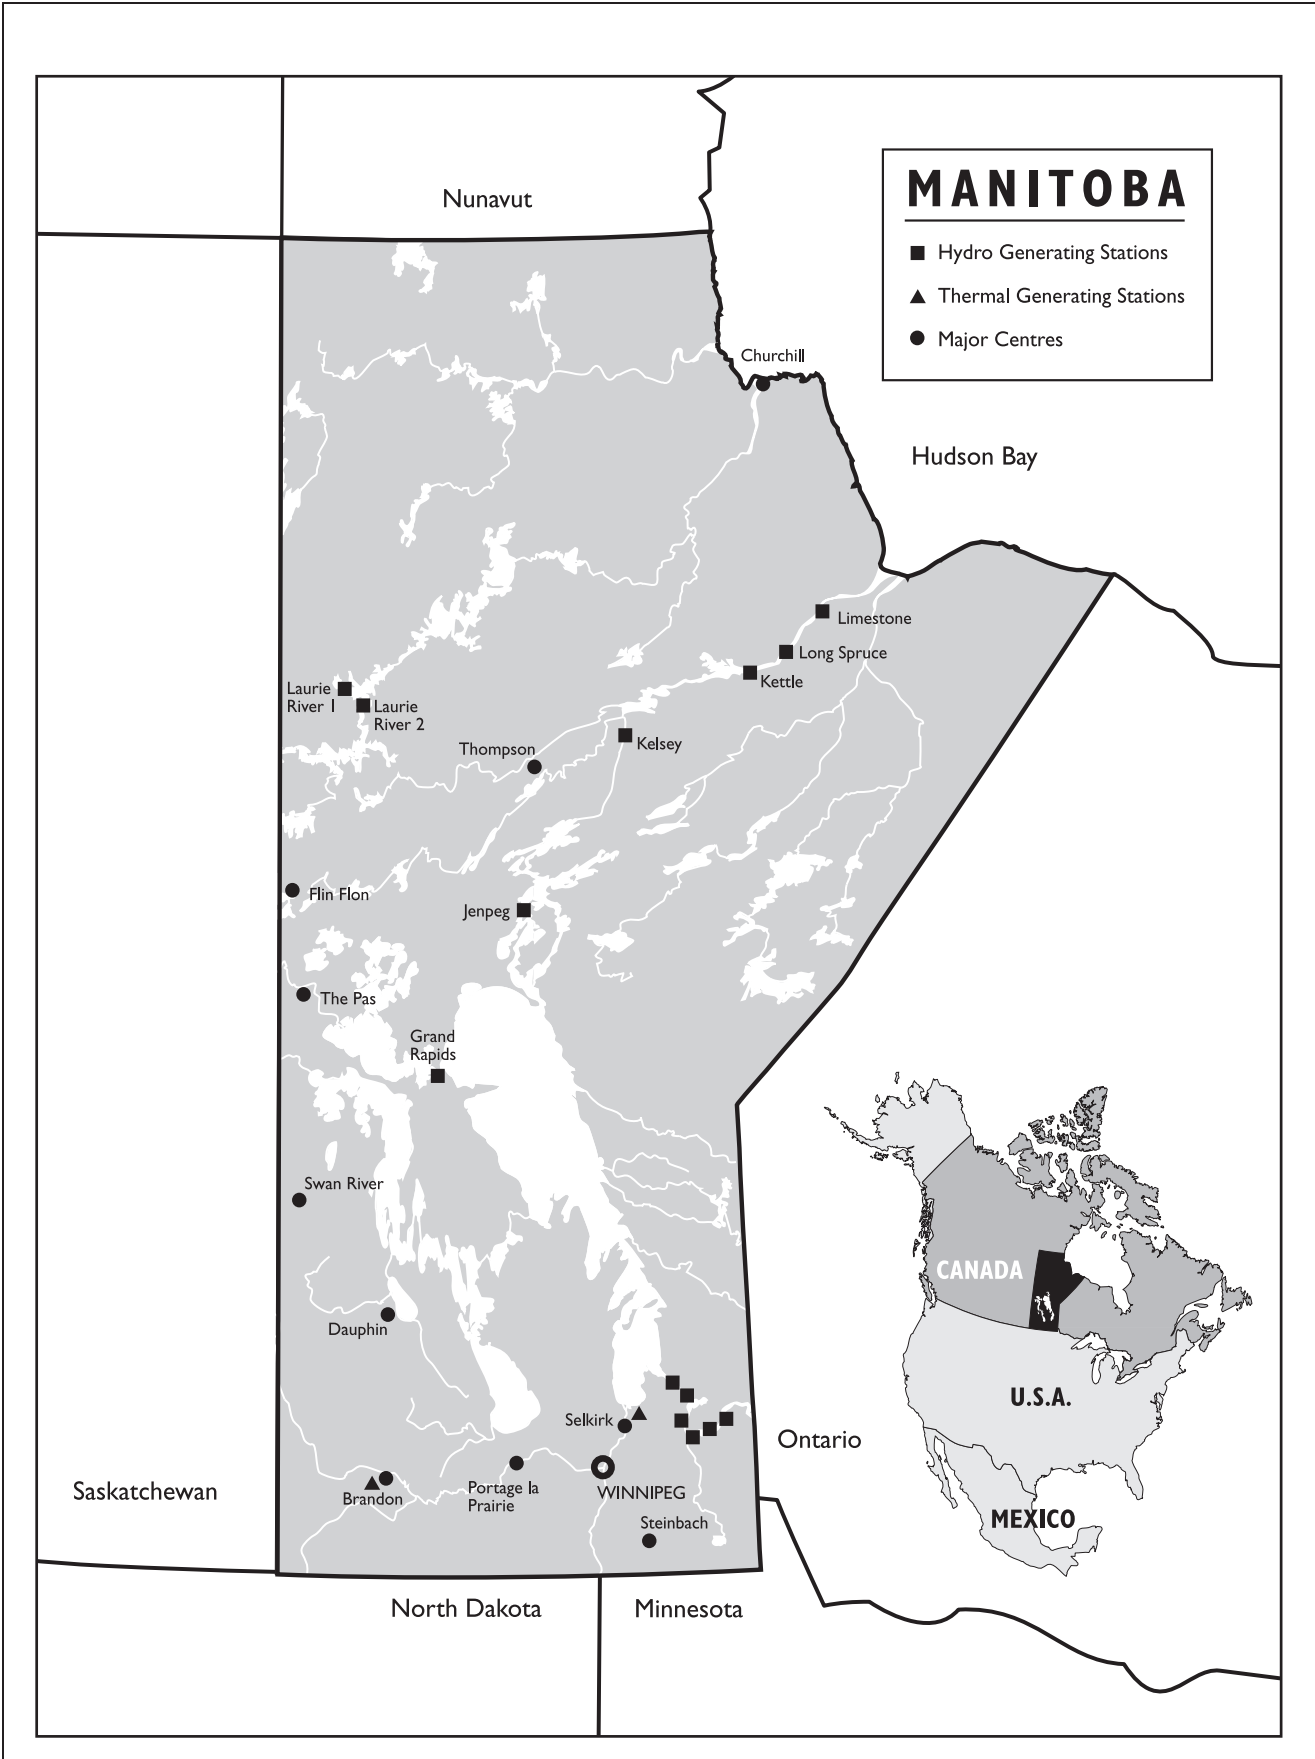 Nunavut
MANITOBA
Hydro Generating Stations
Thermal Generating Stations
Major Centres
Churchill
Hudson Bay
Limestone
Long Spruce
Kettle
Laurie
River 1
Laurie
River 2
Kelsey
Thompson
Flin Flon
Jenpeg
The Pas
Grand
Rapids
Swan River
CANADA
Dauphin
U.S.A.
Selkirk
Ontario
Saskatchewan
Brandon
Portage la
Prairie
WINNIPEG
MEXICO
Steinbach
North Dakota
Minnesota